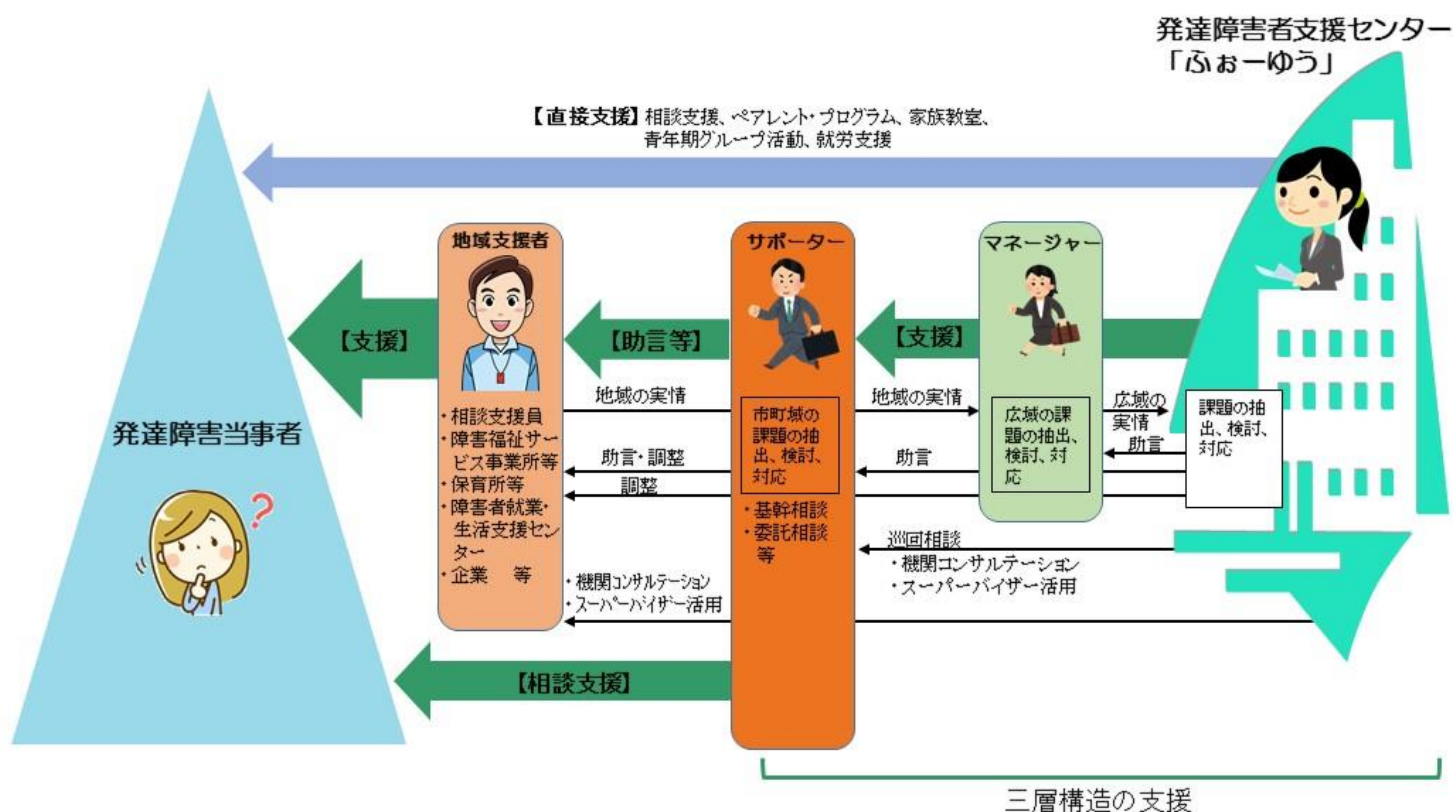 発達障害者支援センター
「ふぉーゆう」
【直接支援】相談支援、ペアレント・プログラム、家族教室、
青年期グループ活動、就労支援
地域支援者
サポーター
マネージャー
【支援】
【助言等】
【支援】
発達障害当事者
・相談支援員
・障害福祉サー
ビス事業所等
・保育所等
・障害者就業・
生活支援セン
ター
・企業 等
地域の実情
助言・調整
調整
・機関コンサルテーション
・スーパーバイザー活用
市町域の
課題の抽
出、検討、
対応
・基幹相談
・委託相談
等
地域の実情
助言
広域の課
題の抽出、
検討、対
応
広域の
実情
助言
課題の抽
出、検討、
対応
巡回相談
・機関コンサルテーション
・スーパーバイザー活用
【相談支援】
三層構造の支援